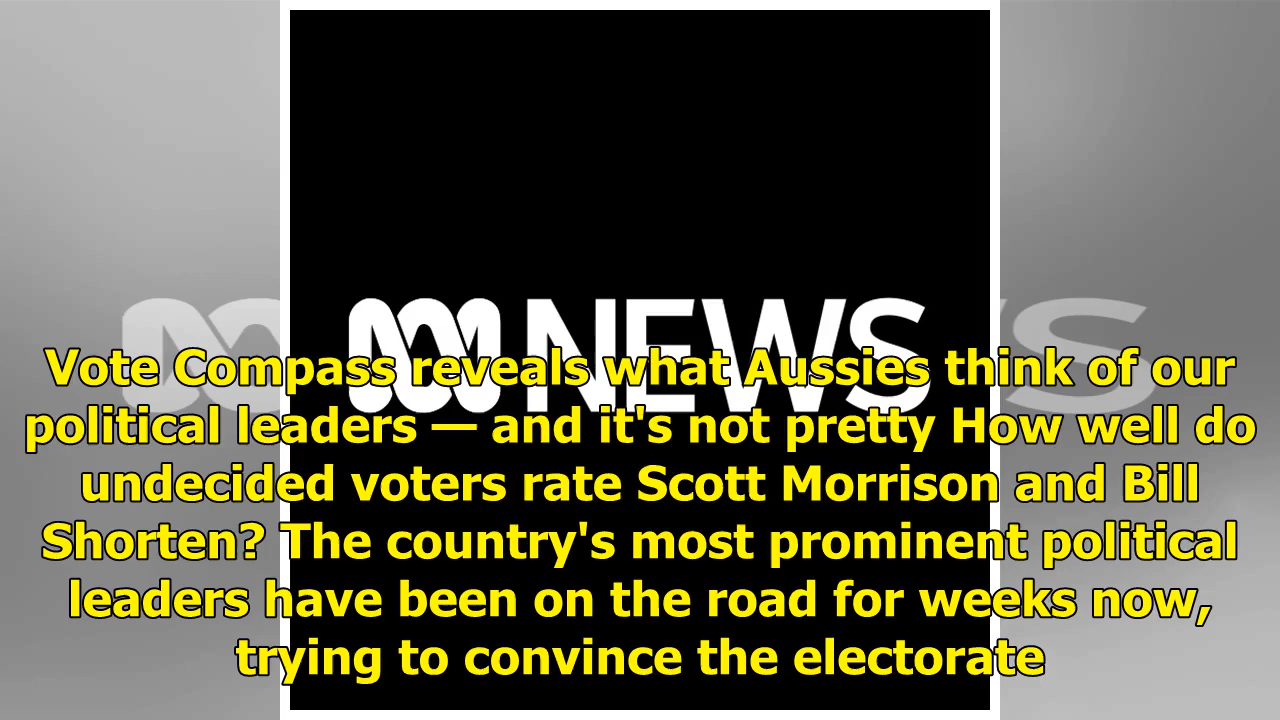 NEWS
Vote Compass reveals what Aussies think of our
political leaders — and it's not pretty How well do
undecided voters rate Scott Morrison and Bill
Shorten? The country's most prominent political
leaders have been on the road for weeks now,
trying to convince the electorate